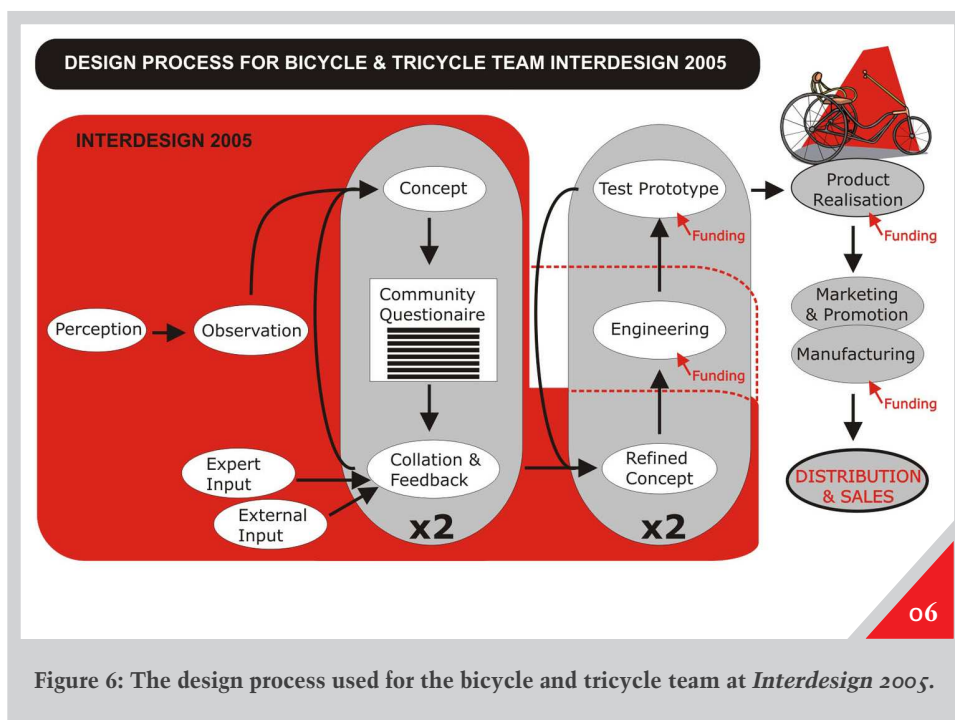 DESIGN PROCESS FOR BICYCLE & TRICYCLE TEAM INTERDESIGN 2005
INTERDESIGN 2005
Perception
Observation
Concept
Community
Questionaire
Expert
Input
External
Input
Collation &
Feedback
x2
Test Prototype
Funding
Engineering
Funding
Refined
Concept
x2
Product
Realisation
Funding
Marketing
& Promotion
Manufacturing
Funding
DISTRIBUTION
& SALES
06
Figure 6: The design process used for the bicycle and tricycle team at Interdesign 2005.